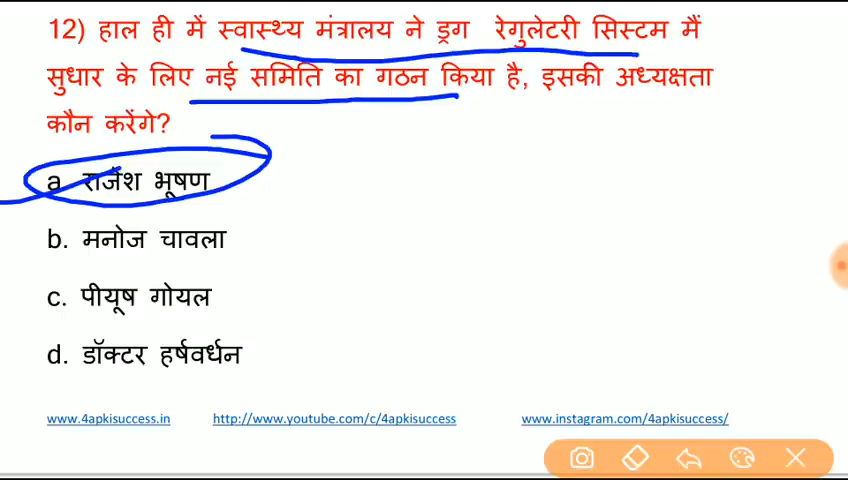 12) हाल ही में स्वास्थ्य मंत्रालय ने ड्रग रेगुलेटरी सिस्टम मैं
सुधार के लिए नई समिति का गठन किया है, इसकी अध्यक्षता
कौन करेंगे?
a. राजेश भूषण
b. मनोज चावला
c. पीयूष गोयल
d. डॉक्टर हर्षवर्धन
www.4apkisuccess.in http://www.youtube.com/c/4apkisuccess www.instagram.com/4apkisuccess/